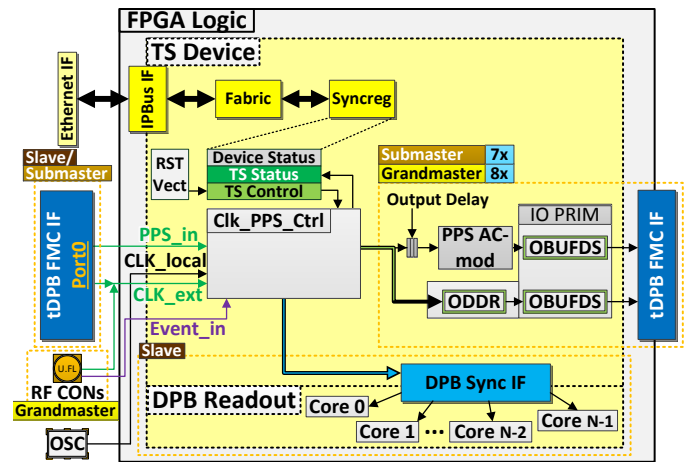 FPGA Logic
TS Device
Ethernet IF
IPBus IF
Fabric
Syncreg
Slave/
Submaster
RST
Vect
Device Status
TS Status
TS Control
Submaster 7x
Grandmaster 8x
Output Delay
IO PRIM
tDPB FMC IF
Port0
PPS_in
CLK_local
CLK_ext
Event_in
Clk_PPS_Ctrl
PPS AC-
mod
OBUFDS
ODDR
OBUFDS
tDPB FMC IF
Slave
U.FL
RF CONs
Grandmaster
OSC
DPB Sync IF
DPB Readout
Core 0
Core 1
...
Core N-2
Core N-1